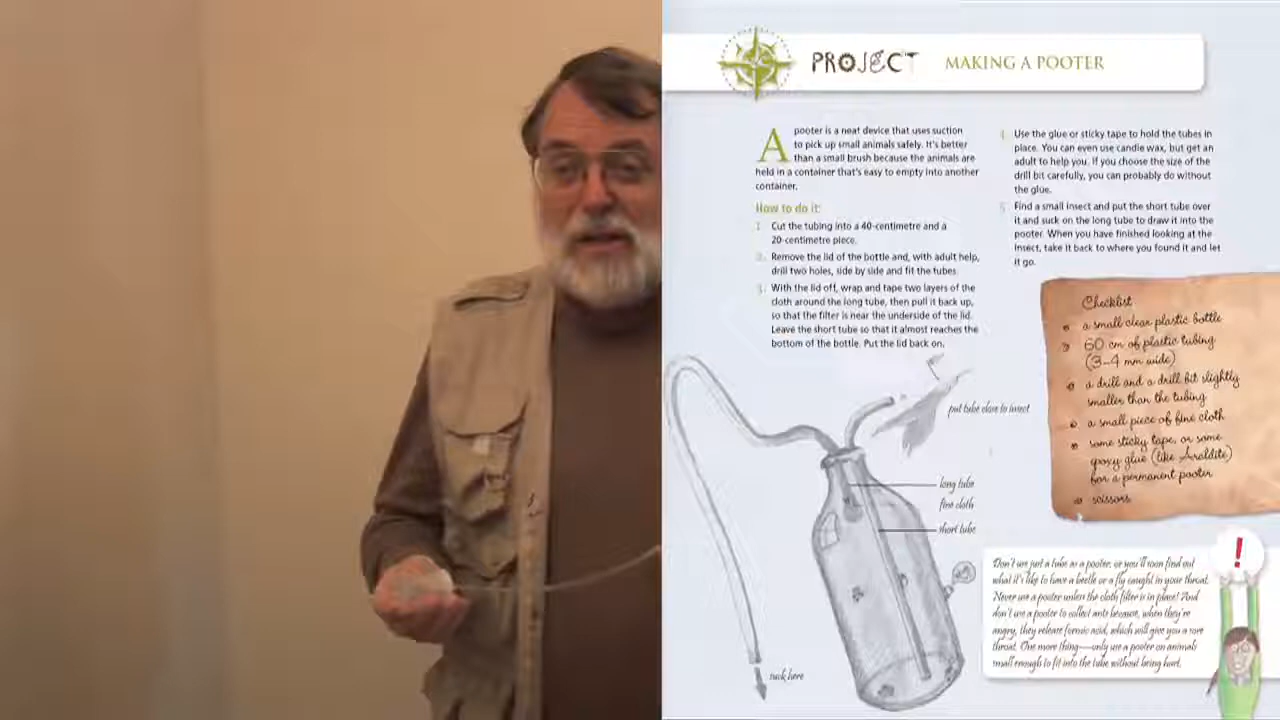 PROJECT MAKING A POOTER
A pooter is a neat device that uses suction
to pick up small animals safely. It's better
than a small brush because the animals are
held in a container that's easy to empty into another
container.
How to do it:
1. Cut the tubing into a 40-centimetre and a
20-centimetre piece.
2. Remove the lid of the bottle and, with adult help,
drill two holes, side by side and fit the tubes.
3. With the lid off, wrap and tape two layers of the
cloth around the long tube, then pull it back up,
so that the filter is near the underside of the lid.
Leave the short tube so that it almost reaches the
bottom of the bottle. Put the lid back on.
4. Use the glue or sticky tape to hold the tubes in
place. You can even use candle wax, but get an
adult to help you. If you choose the size of the
drill bit carefully, you can probably do without
the glue.
5. Find a small insect and put the short tube over
it and suck on the long tube to draw it into the
pooter. When you have finished looking at the
insect, take it back to where you found it and let
it go.
Checklist
a small clear plastic bottle
60 cm of plastic tubing
(3-4 mm wide)
a drill and a drill bit slightly
smaller than the tubing
a small piece of fine cloth
some sticky tape, or some
epoxy glue (like Araldite)
for a permanent pooter
scissors
put tube close to insect
long tube
fine cloth
short tube
suck here
!
Don't use just a tube as a pooter, or you'll soon find out
what it's like to have a beetle or a fly caught in your throat.
Never use a pooter unless the cloth filter is in place! And
don't use a pooter to collect ants because, when they're
angry, they release formic acid, which will give you a sore
throat. One more thing—only use a pooter on animals
small enough to fit into the tube without being hurt.